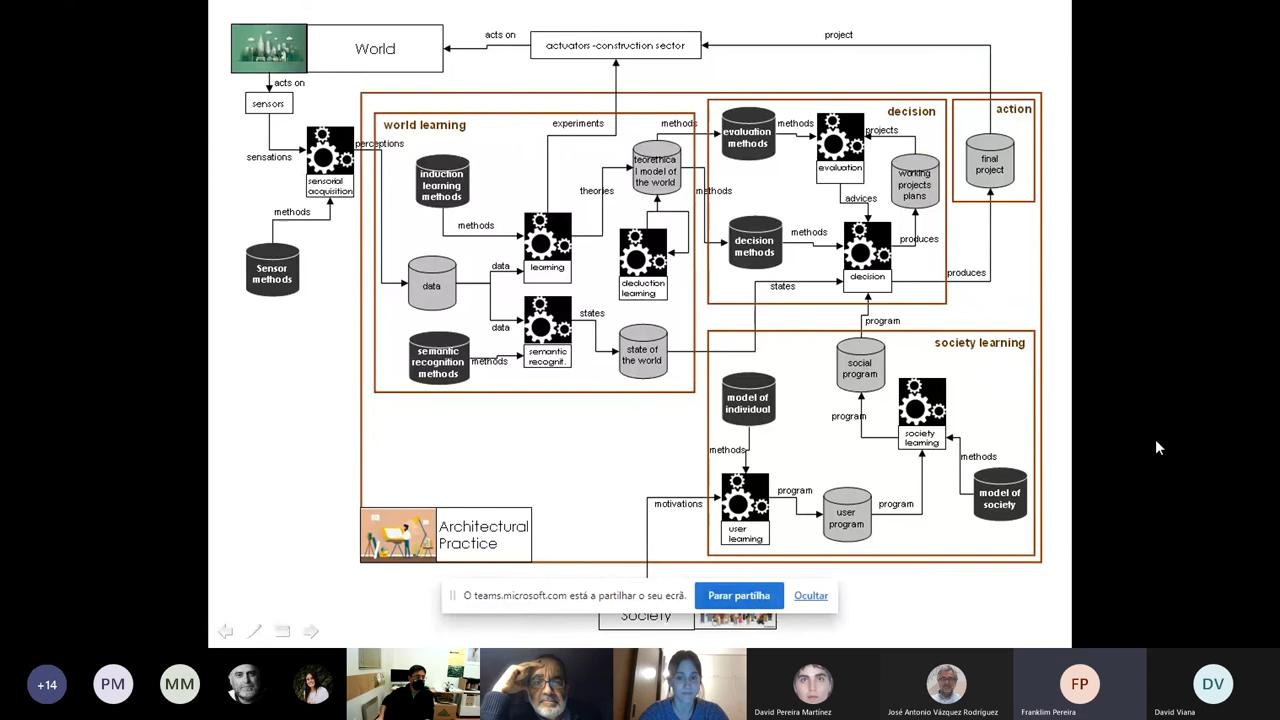 World
acts on
actuators -construction sector
project
acts on
sensors
sensations
sensorial
acquisition
perceptions
methods
Sensor
methods
world learning
experiments
induction
learning
methods
methods
learning
theories
teorethica
l model of
the world
methods
methods
deduction
learning
data
data
data
semantic
recognition
methods
methods
semantic
recognit.
states
state of
the world
states
decision
evaluation
methods
methods
evaluation
projects
working
projects
plans
advices
decision
methods
methods
decision
produces
produces
action
final
project
program
society learning
social
program
model of
individual
methods
program
society
learning
methods
model of
society
motivations
user
learning
program
user
program
program
Architectural
Practice
O teams.microsoft.com está a partilhar o seu ecrã.
Parar partilha
Ocultar
Society
+14
PM
MM
David Pereira Martínez
José Antonio Vázquez Rodríguez
FP
Franklim Pereira
DV
David Viana